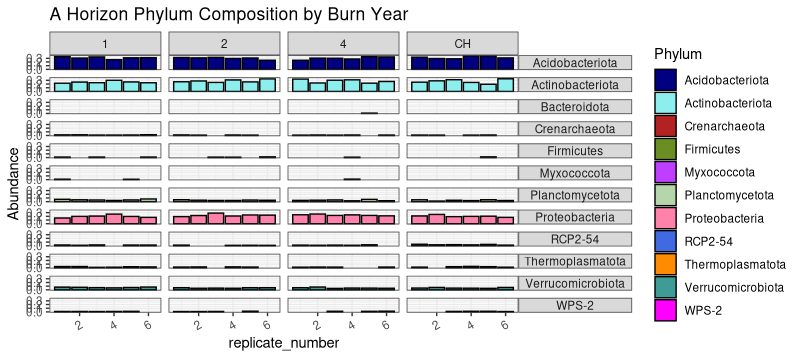 A Horizon Phylum Composition by Burn Year
1 2 4 CH
Acidobacteriota
Actinobacteriota
Bacteroidota
Crenarchaeota
Firmicutes
Myxococcota
Planctomycetota
Proteobacteria
RCP2-54
Thermoplasmatota
Verrucomicrobiota
WPS-2
Abundance
2 4 6 2 4 6 2 4 6 2 4 6
replicate_number
Phylum
Acidobacteriota
Actinobacteriota
Crenarchaeota
Firmicutes
Myxococcota
Planctomycetota
Proteobacteria
RCP2-54
Thermoplasmatota
Verrucomicrobiota
WPS-2